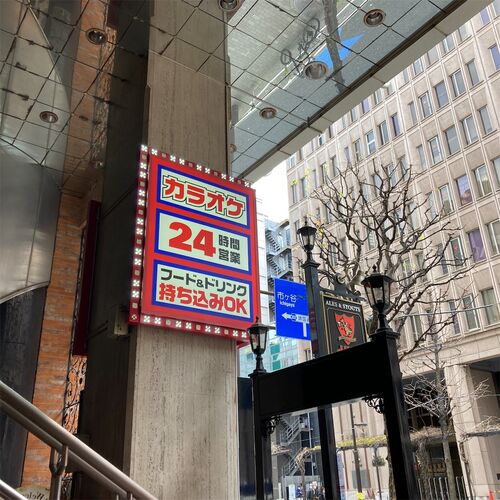 カラオケ
24時間営業
フード&ドリンク
持ち込みOK
市ヶ谷
Ichigaya
ALES & STOUTS